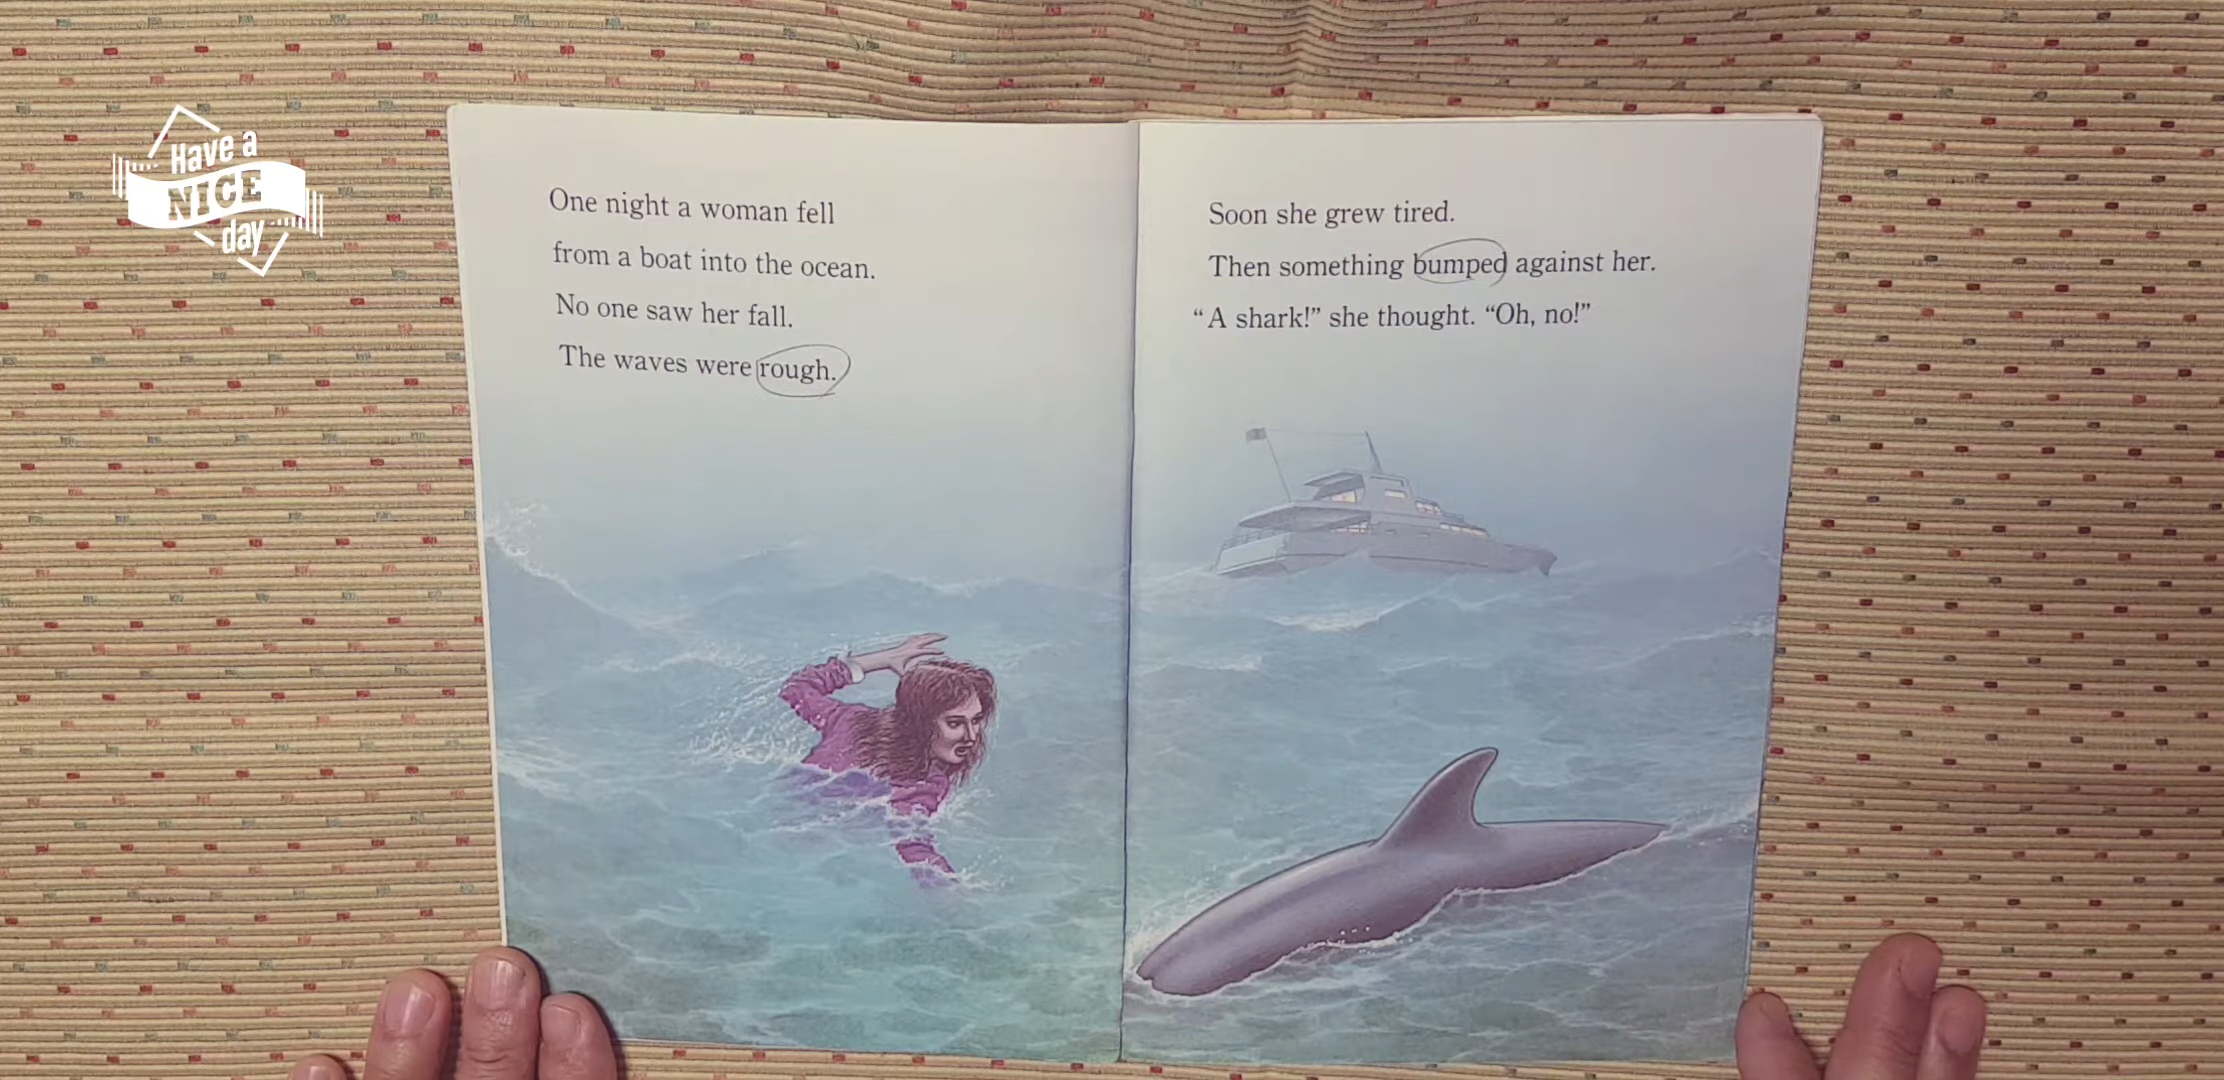 Have a
NICE
day
One night a woman fell
from a boat into the ocean.
No one saw her fall.
The waves were rough.
Soon she grew tired.
Then something bumped against her.
“A shark!” she thought. “Oh, no!”